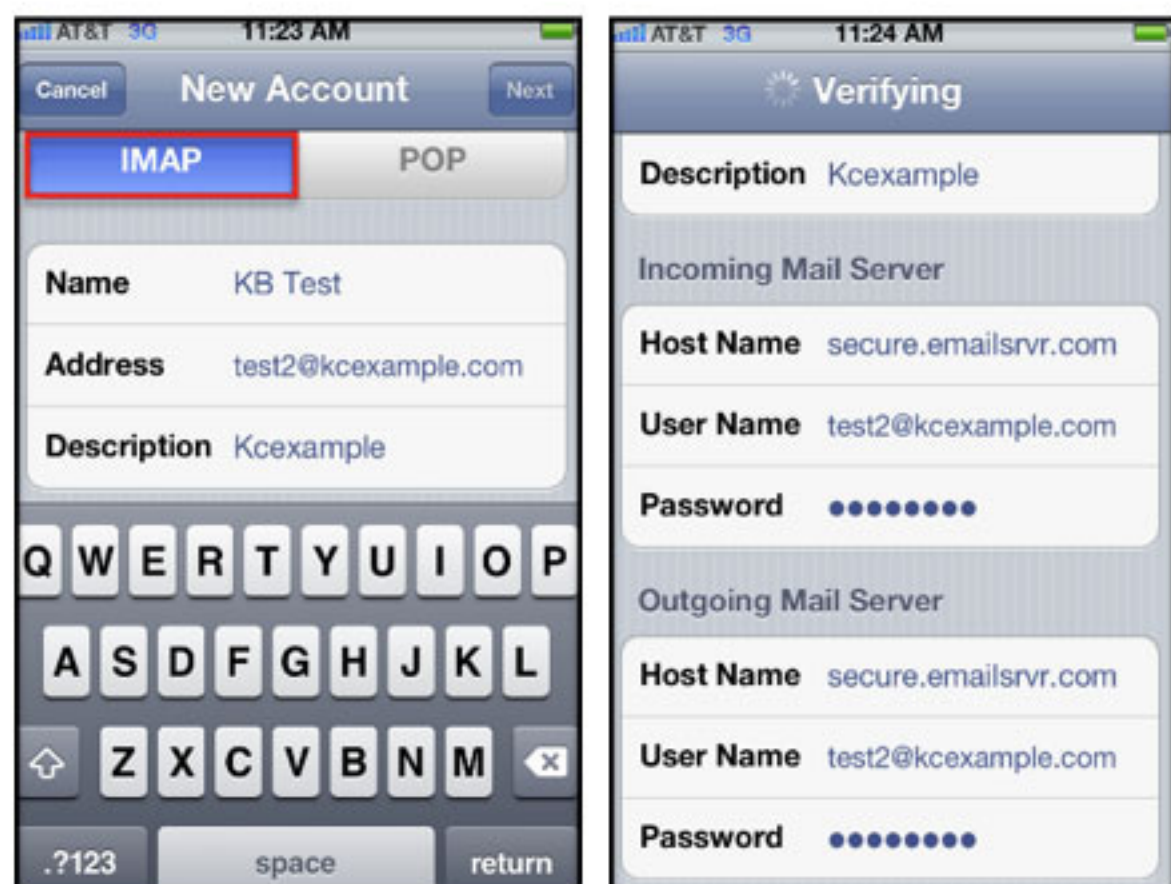 AT&T 3G 11:23 AM
Cancel New Account Next
IMAP POP
Name KB Test
Address test2@kcexample.com
Description Kcexample
Q W E R T Y U I O P
A S D F G H J K L
Z X C V B N M
.?123 space return
AT&T 3G 11:24 AM
Verifying
Description Kcexample
Incoming Mail Server
Host Name secure.emailsrvr.com
User Name test2@kcexample.com
Password ●●●●●●●●
Outgoing Mail Server
Host Name secure.emailsrvr.com
User Name test2@kcexample.com
Password ●●●●●●●●